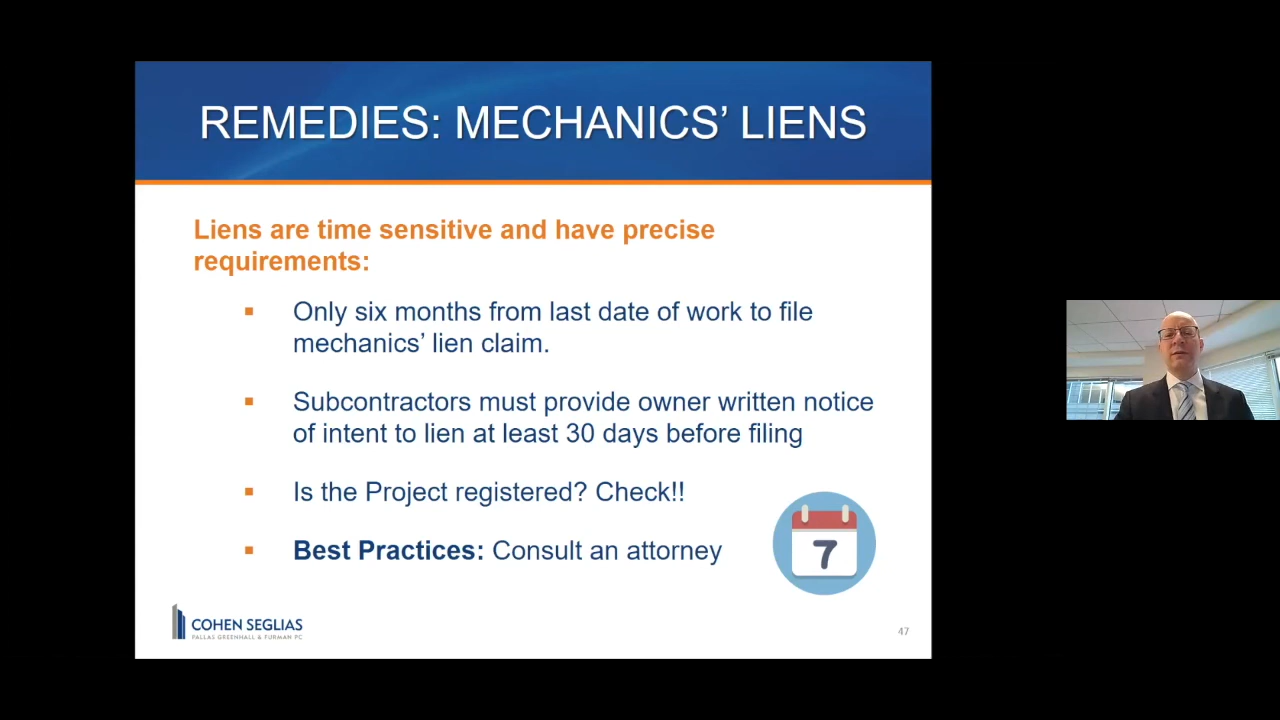 REMEDIES: MECHANICS’ LIENS
Liens are time sensitive and have precise
requirements:
Only six months from last date of work to file
mechanics’ lien claim.
Subcontractors must provide owner written notice
of intent to lien at least 30 days before filing
Is the Project registered? Check!!
Best Practices: Consult an attorney
7
COHEN SEGLIAS
PALLAS GREENHALL & FURMAN PC
47